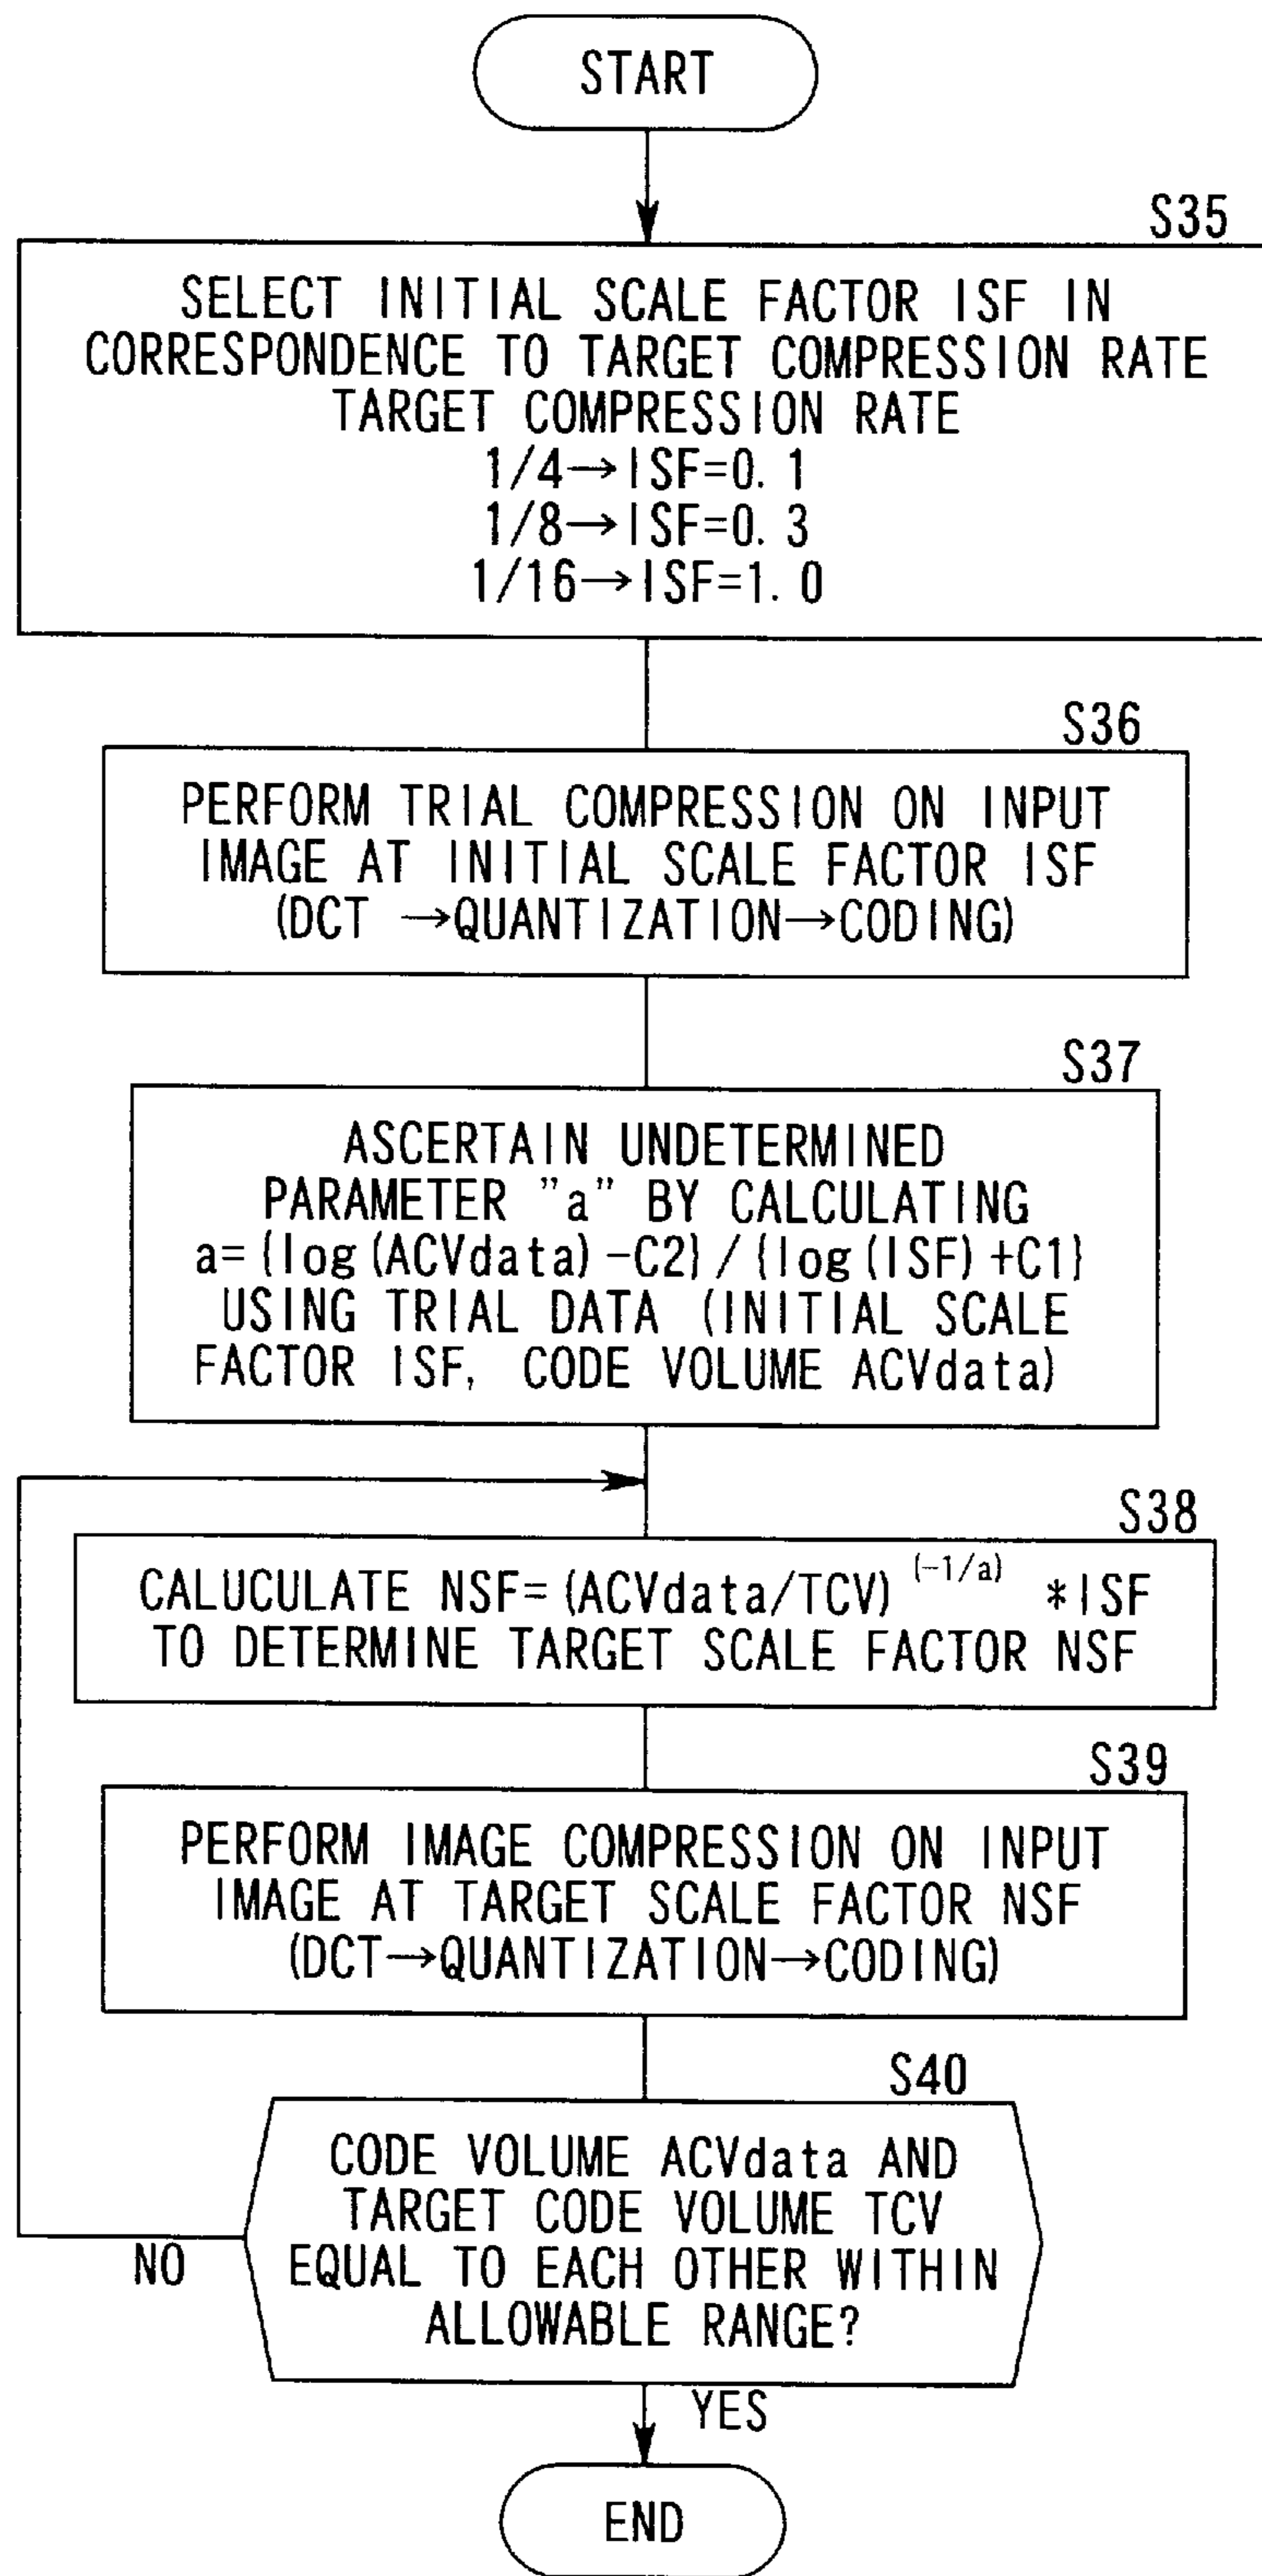 START
S35
SELECT INITIAL SCALE FACTOR ISF IN
CORRESPONDENCE TO TARGET COMPRESSION RATE
TARGET COMPRESSION RATE
1/4→ISF=0.1
1/8→ISF=0.3
1/16→ISF=1.0
S36
PERFORM TRIAL COMPRESSION ON INPUT
IMAGE AT INITIAL SCALE FACTOR ISF
(DCT →QUANTIZATION→CODING)
S37
ASCERTAIN UNDETERMINED
PARAMETER "a" BY CALCULATING
a={log(ACVdata)-C2}/{log(ISF)+C1}
USING TRIAL DATA (INITIAL SCALE
FACTOR ISF, CODE VOLUME ACVdata)
S38
CALUCULATE NSF=(ACVdata/TCV)^(-1/a) *ISF
TO DETERMINE TARGET SCALE FACTOR NSF
S39
PERFORM IMAGE COMPRESSION ON INPUT
IMAGE AT TARGET SCALE FACTOR NSF
(DCT→QUANTIZATION→CODING)
S40
CODE VOLUME ACVdata AND
TARGET CODE VOLUME TCV
EQUAL TO EACH OTHER WITHIN
ALLOWABLE RANGE?
NO
YES
END